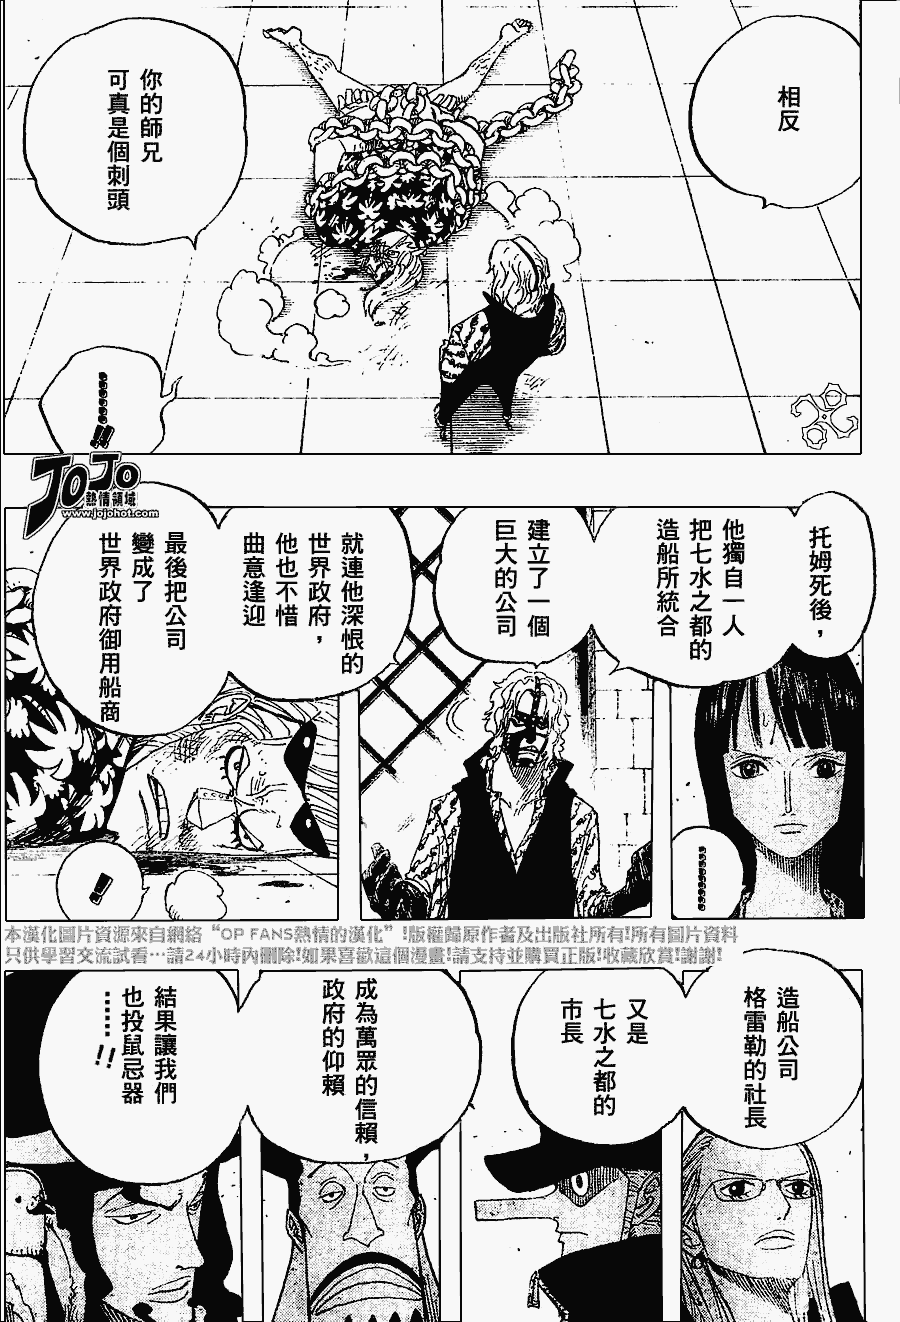 相反
你的師兄
可真是個刺頭
……!!
JOJO
熱情領域
www.jojohot.com
托姆死後，
他獨自一人
把七水之都的
造船所統合
建立了一個
巨大的公司
就連他深恨的
世界政府，
他也不惜
曲意逢迎
最後把公司
變成了
世界政府御用船商
………
!!
本漢化圖片資源來自網絡“OP FANS熱情的漢化”!版權歸原作者及出版社所有!所有圖片資料
只供學習交流試看…請24小時內刪除!如果喜歡這個漫畫!請支持並購買正版!收藏欣賞!謝謝!
造船公司
格雷勒的社長
又是
七水之都的
市長
成為萬眾的信賴，
政府的仰賴
結果讓我們
也投鼠忌器
……!!